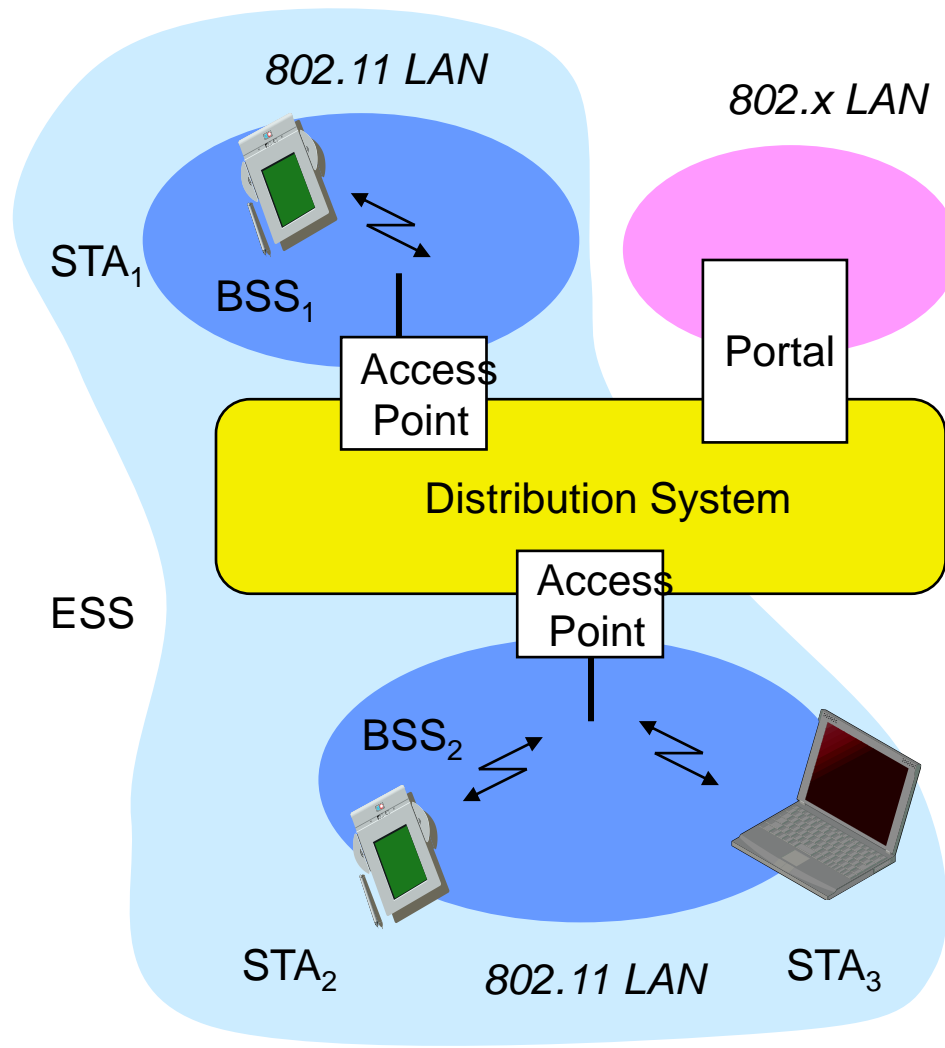 802.11 LAN
802.x LAN
STA₁
BSS₁
Access
Point
Portal
Distribution System
ESS
Access
Point
BSS₂
STA₂
802.11 LAN
STA₃